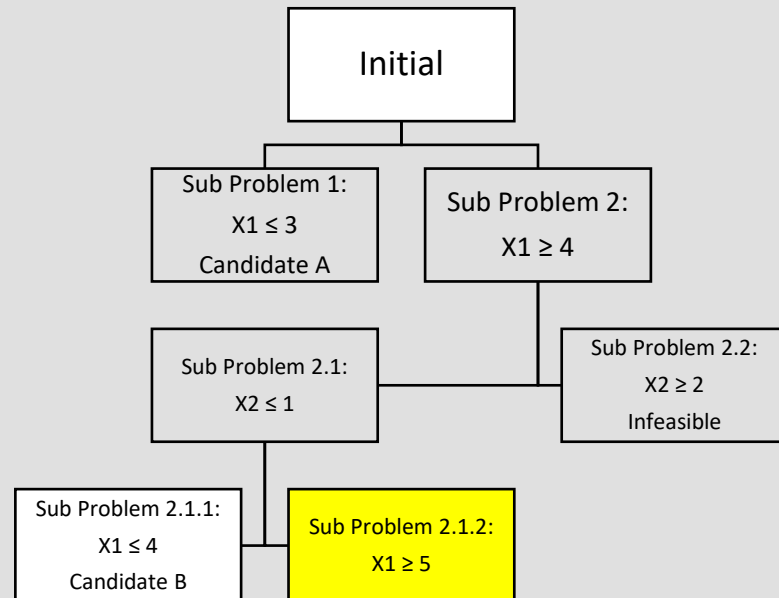 Initial
Sub Problem 1:
X1 ≤ 3
Candidate A
Sub Problem 2:
X1 ≥ 4
Sub Problem 2.1:
X2 ≤ 1
Sub Problem 2.2:
X2 ≥ 2
Infeasible
Sub Problem 2.1.1:
X1 ≤ 4
Candidate B
Sub Problem 2.1.2:
X1 ≥ 5